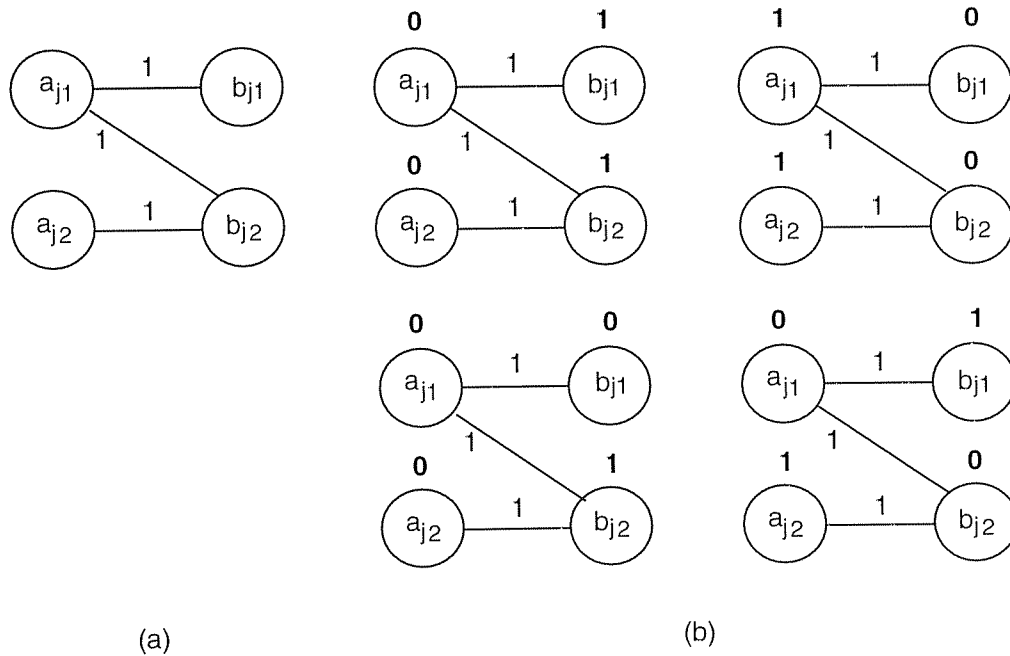 0 1 1 0
a_j1 1 b_j1 a_j1 1 b_j1 a_j1 1 b_j1
1 1 1
0 1 1 0
a_j2 1 b_j2 a_j2 1 b_j2 a_j2 1 b_j2
0 0 0 1
a_j1 1 b_j1 a_j1 1 b_j1
1 1
0 1 1 0
a_j2 1 b_j2 a_j2 1 b_j2
(a) (b)